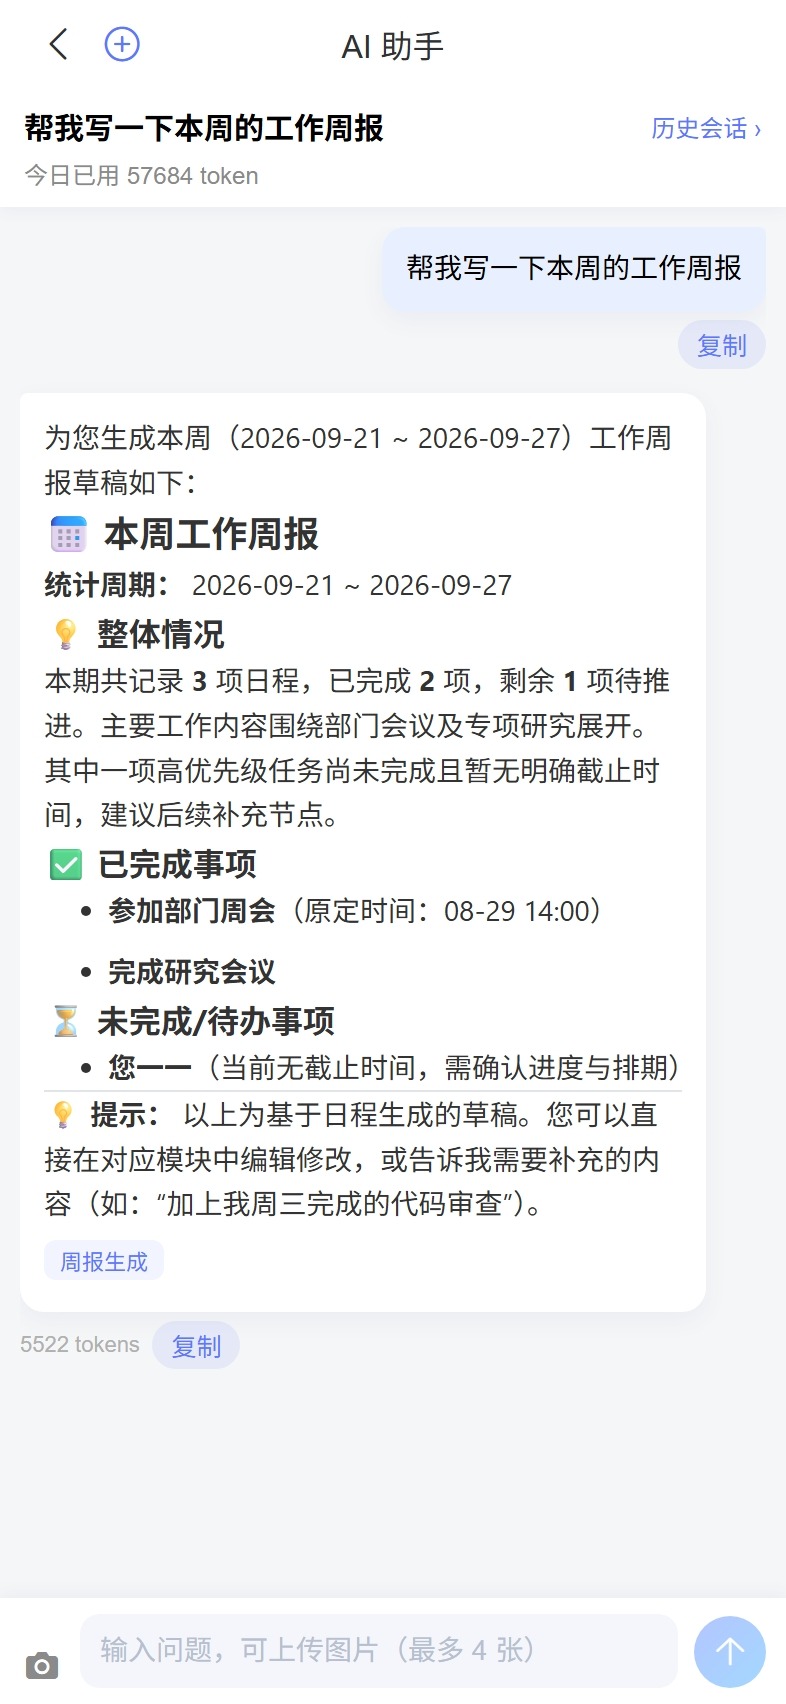 AI 助手
帮我写一下本周的工作周报
历史会话 ›
今日已用 57684 token
帮我写一下本周的工作周报
复制
为您生成本周（2026-09-21 ~ 2026-09-27）工作周
报草稿如下：
本周工作周报
统计周期： 2026-09-21 ~ 2026-09-27
整体情况
本期共记录 3 项日程，已完成 2 项，剩余 1 项待推
进。主要工作内容围绕部门会议及专项研究展开。
其中一项高优先级任务尚未完成且暂无明确截止时
间，建议后续补充节点。
已完成事项
• 参加部门周会（原定时间：08-29 14:00）
• 完成研究会议
未完成/待办事项
• 您一一（当前无截止时间，需确认进度与排期）
提示： 以上为基于日程生成的草稿。您可以直
接在对应模块中编辑修改，或告诉我需要补充的内
容（如：“加上我周三完成的代码审查”）。
周报生成
5522 tokens
复制
输入问题，可上传图片（最多 4 张）